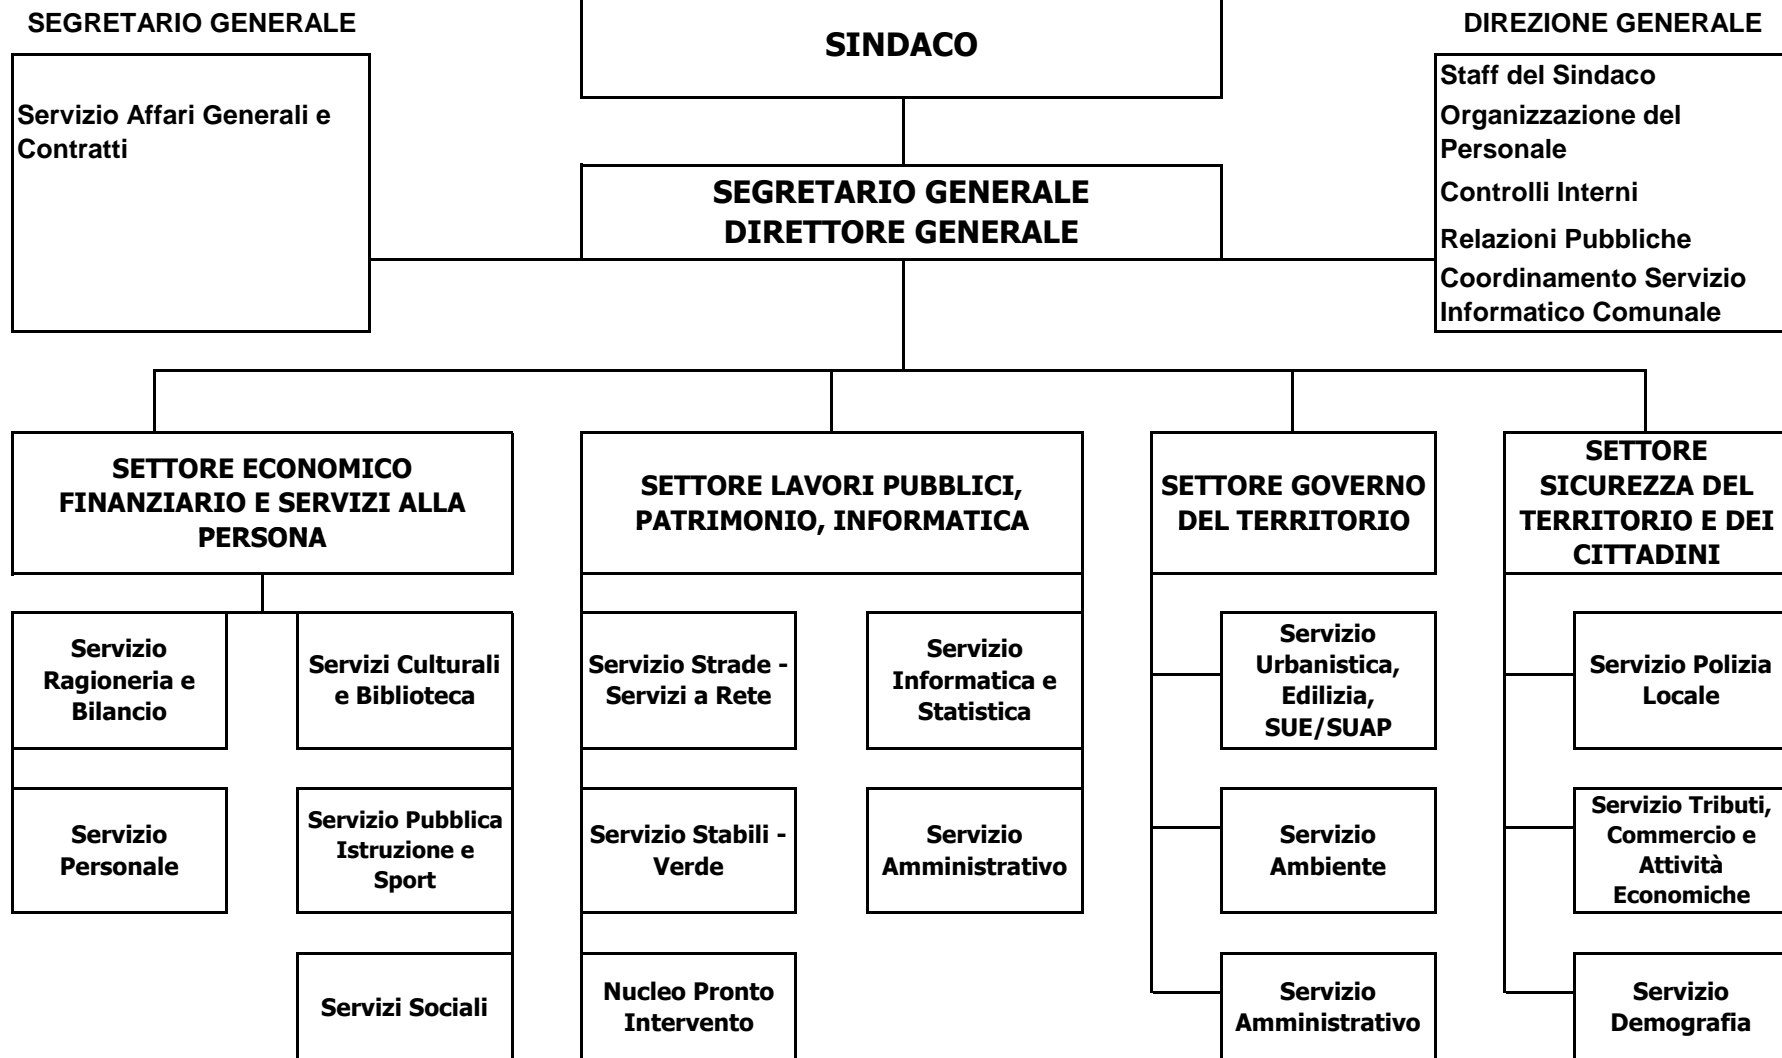 SEGRETARIO GENERALE
Servizio Affari Generali e
Contratti
SINDACO
SEGRETARIO GENERALE
DIRETTORE GENERALE
DIREZIONE GENERALE
Staff del Sindaco
Organizzazione del
Personale
Controlli Interni
Relazioni Pubbliche
Coordinamento Servizio
Informatico Comunale
SETTORE ECONOMICO
FINANZIARIO E SERVIZI ALLA
PERSONA
Servizio
Ragioneria e
Bilancio
Servizio
Personale
Servizi Culturali
e Biblioteca
Servizio Pubblica
Istruzione e
Sport
Servizi Sociali
SETTORE LAVORI PUBBLICI,
PATRIMONIO, INFORMATICA
Servizio Strade -
Servizi a Rete
Servizio Stabili -
Verde
Nucleo Pronto
Intervento
Servizio
Informatica e
Statistica
Servizio
Amministrativo
SETTORE GOVERNO
DEL TERRITORIO
Servizio
Urbanistica,
Edilizia,
SUE/SUAP
Servizio
Ambiente
Servizio
Amministrativo
SETTORE
SICUREZZA DEL
TERRITORIO E DEI
CITTADINI
Servizio Polizia
Locale
Servizio Tributi,
Commercio e
Attività
Economiche
Servizio
Demografia